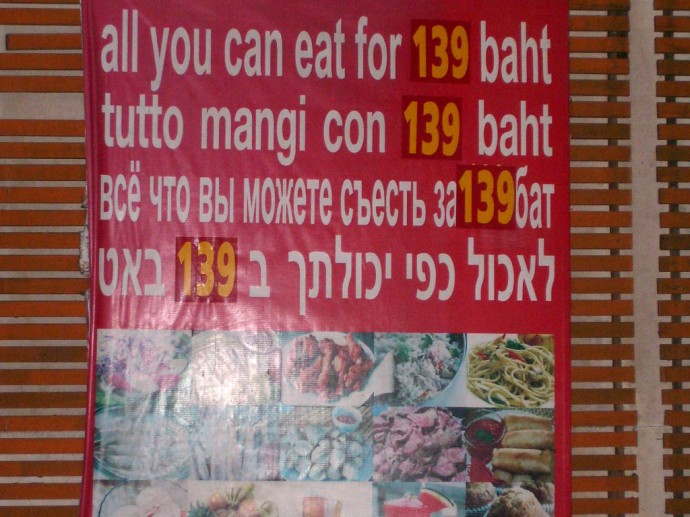 all you can eat for 139 baht
tutto mangi con 139 baht
всё что вы можете съесть за139бат
לאכול כפי יכולתך ב 139 באט